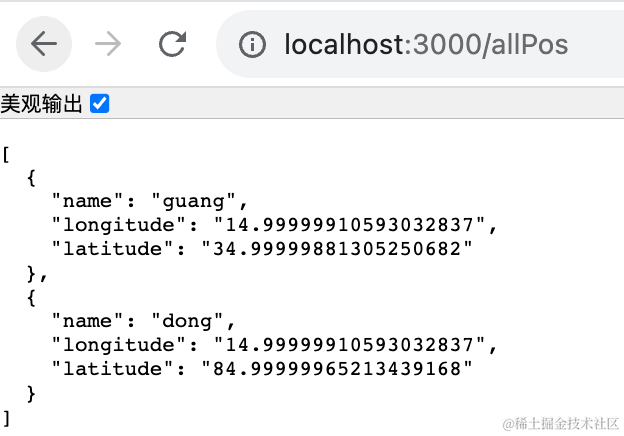 localhost:3000/allPos
美观输出
[
  {
    "name": "guang",
    "longitude": "14.99999910593032837",
    "latitude": "34.99999881305250682"
  },
  {
    "name": "dong",
    "longitude": "14.99999910593032837",
    "latitude": "84.99999965213439168"
  }
]
@稀土掘金技术社区